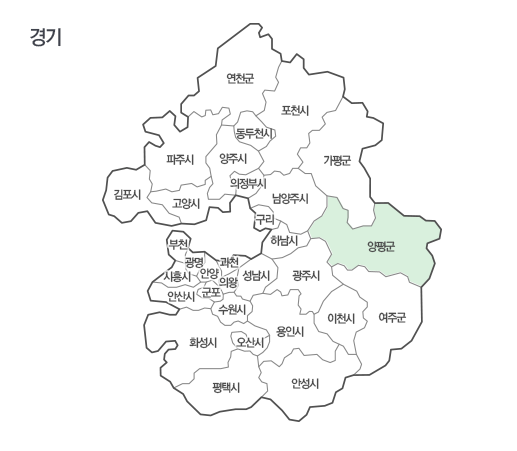 경기
연천군
포천시
동두천시
파주시
양주시
가평군
의정부시
김포시
고양시
남양주시
구리
부천
하남시
양평군
광명
과천
시흥시
안양
의왕
성남시
광주시
안산시
군포
수원시
이천시
여주군
용인시
화성시
오산시
평택시
안성시